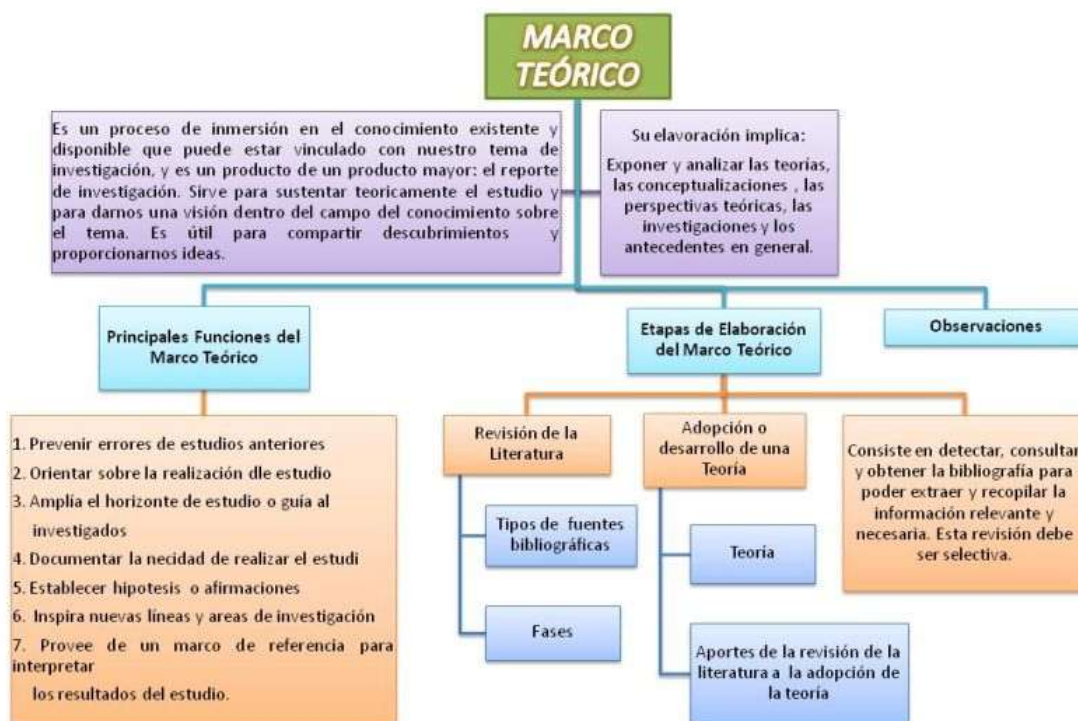 MARCO
TEÓRICO
Es un proceso de inmersión en el conocimiento existente y
disponible que puede estar vinculado con nuestro tema de
investigación, y es un producto de un producto mayor: el reporte
de investigación. Sirve para sustentar teoricamente el estudio y
para darnos una visión dentro del campo del conocimiento sobre
el tema. Es útil para compartir descubrimientos y
proporcionarnos ideas.
Su elavoración implica:
Exponer y analizar las teorías,
las conceptualizaciones , las
perspectivas teóricas, las
investigaciones y los
antecedentes en general.
Principales Funciones del
Marco Teórico
Etapas de Elaboración
del Marco Teórico
Observaciones
1. Prevenir errores de estudios anteriores
2. Orientar sobre la realización dle estudio
3. Amplía el horizonte de estudio o guía al
investigados
4. Documentar la necidad de realizar el estudi
5. Establecer hipotesis o afirmaciones
6. Inspira nuevas líneas y areas de investigación
7. Provee de un marco de referencia para
interpretar
los resultados del estudio.
Revisión de la
Literatura
Tipos de fuentes
bibliográficas
Fases
Adopción o
desarrollo de una
Teoría
Teoría
Aportes de la revisión de la
literatura a la adopción de
la teoría
Consiste en detectar, consultar
y obtener la bibliografía para
poder extraer y recopilar la
información relevante y
necesaria. Esta revisión debe
ser selectiva.